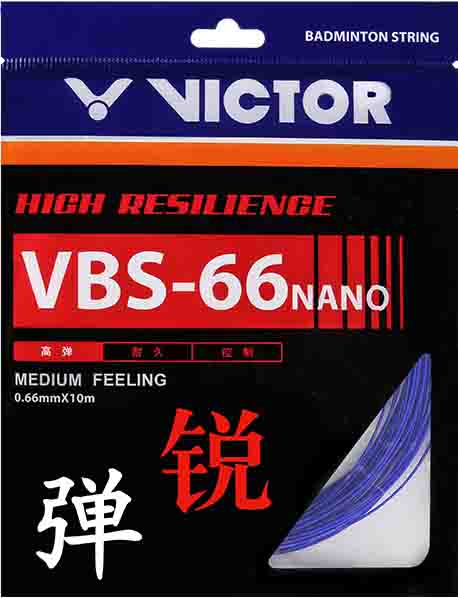 BADMINTON STRING
VICTOR
HIGH RESILIENCE
VBS-66NANO
高弹 耐久 控制
MEDIUM FEELING
0.66mmX10m
锐
弹